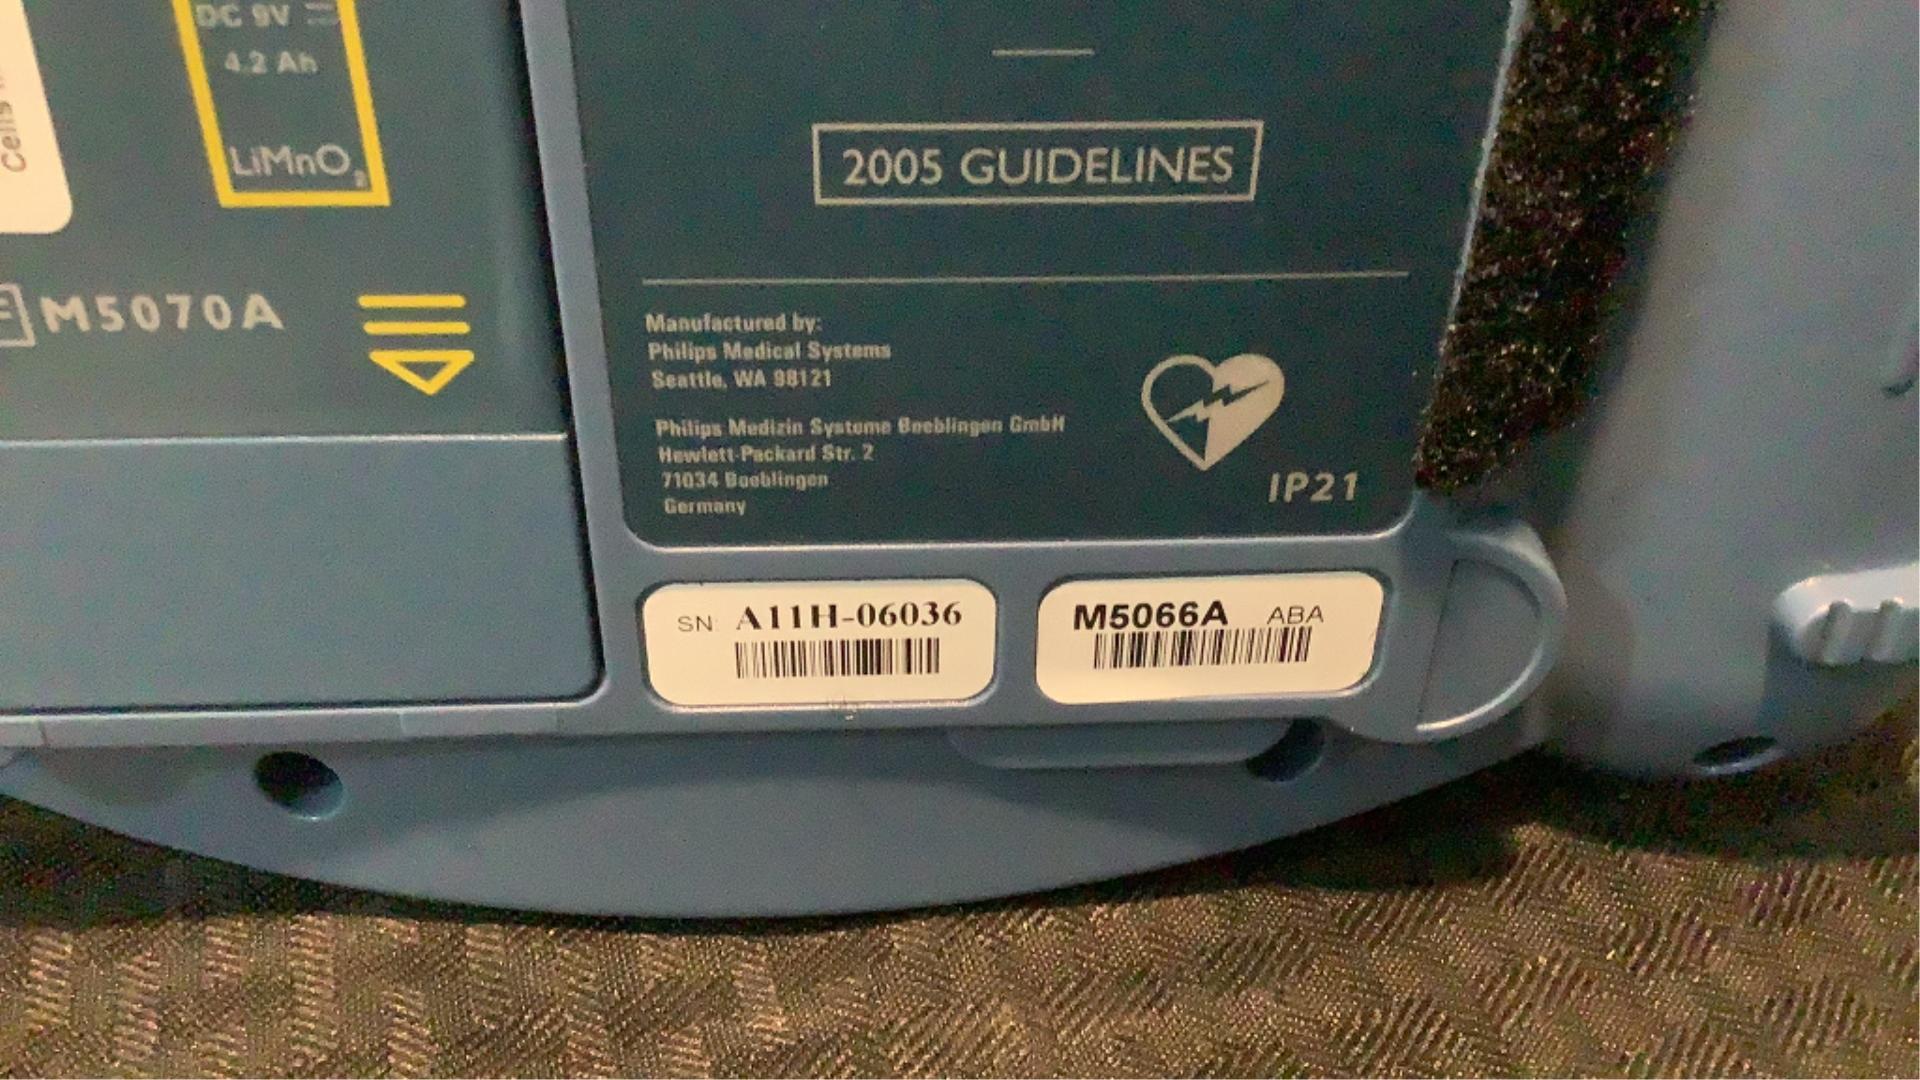 DC 9V
4.2 Ah
LiMnO₂
Cells
M5070A
2005 GUIDELINES
Manufactured by:
Philips Medical Systems
Seattle, WA 98121
Philips Medizin Systeme Boeblingen GmbH
Hewlett-Packard Str. 2
71034 Boeblingen
Germany
IP21
SN: A11H-06036
M5066A ABA